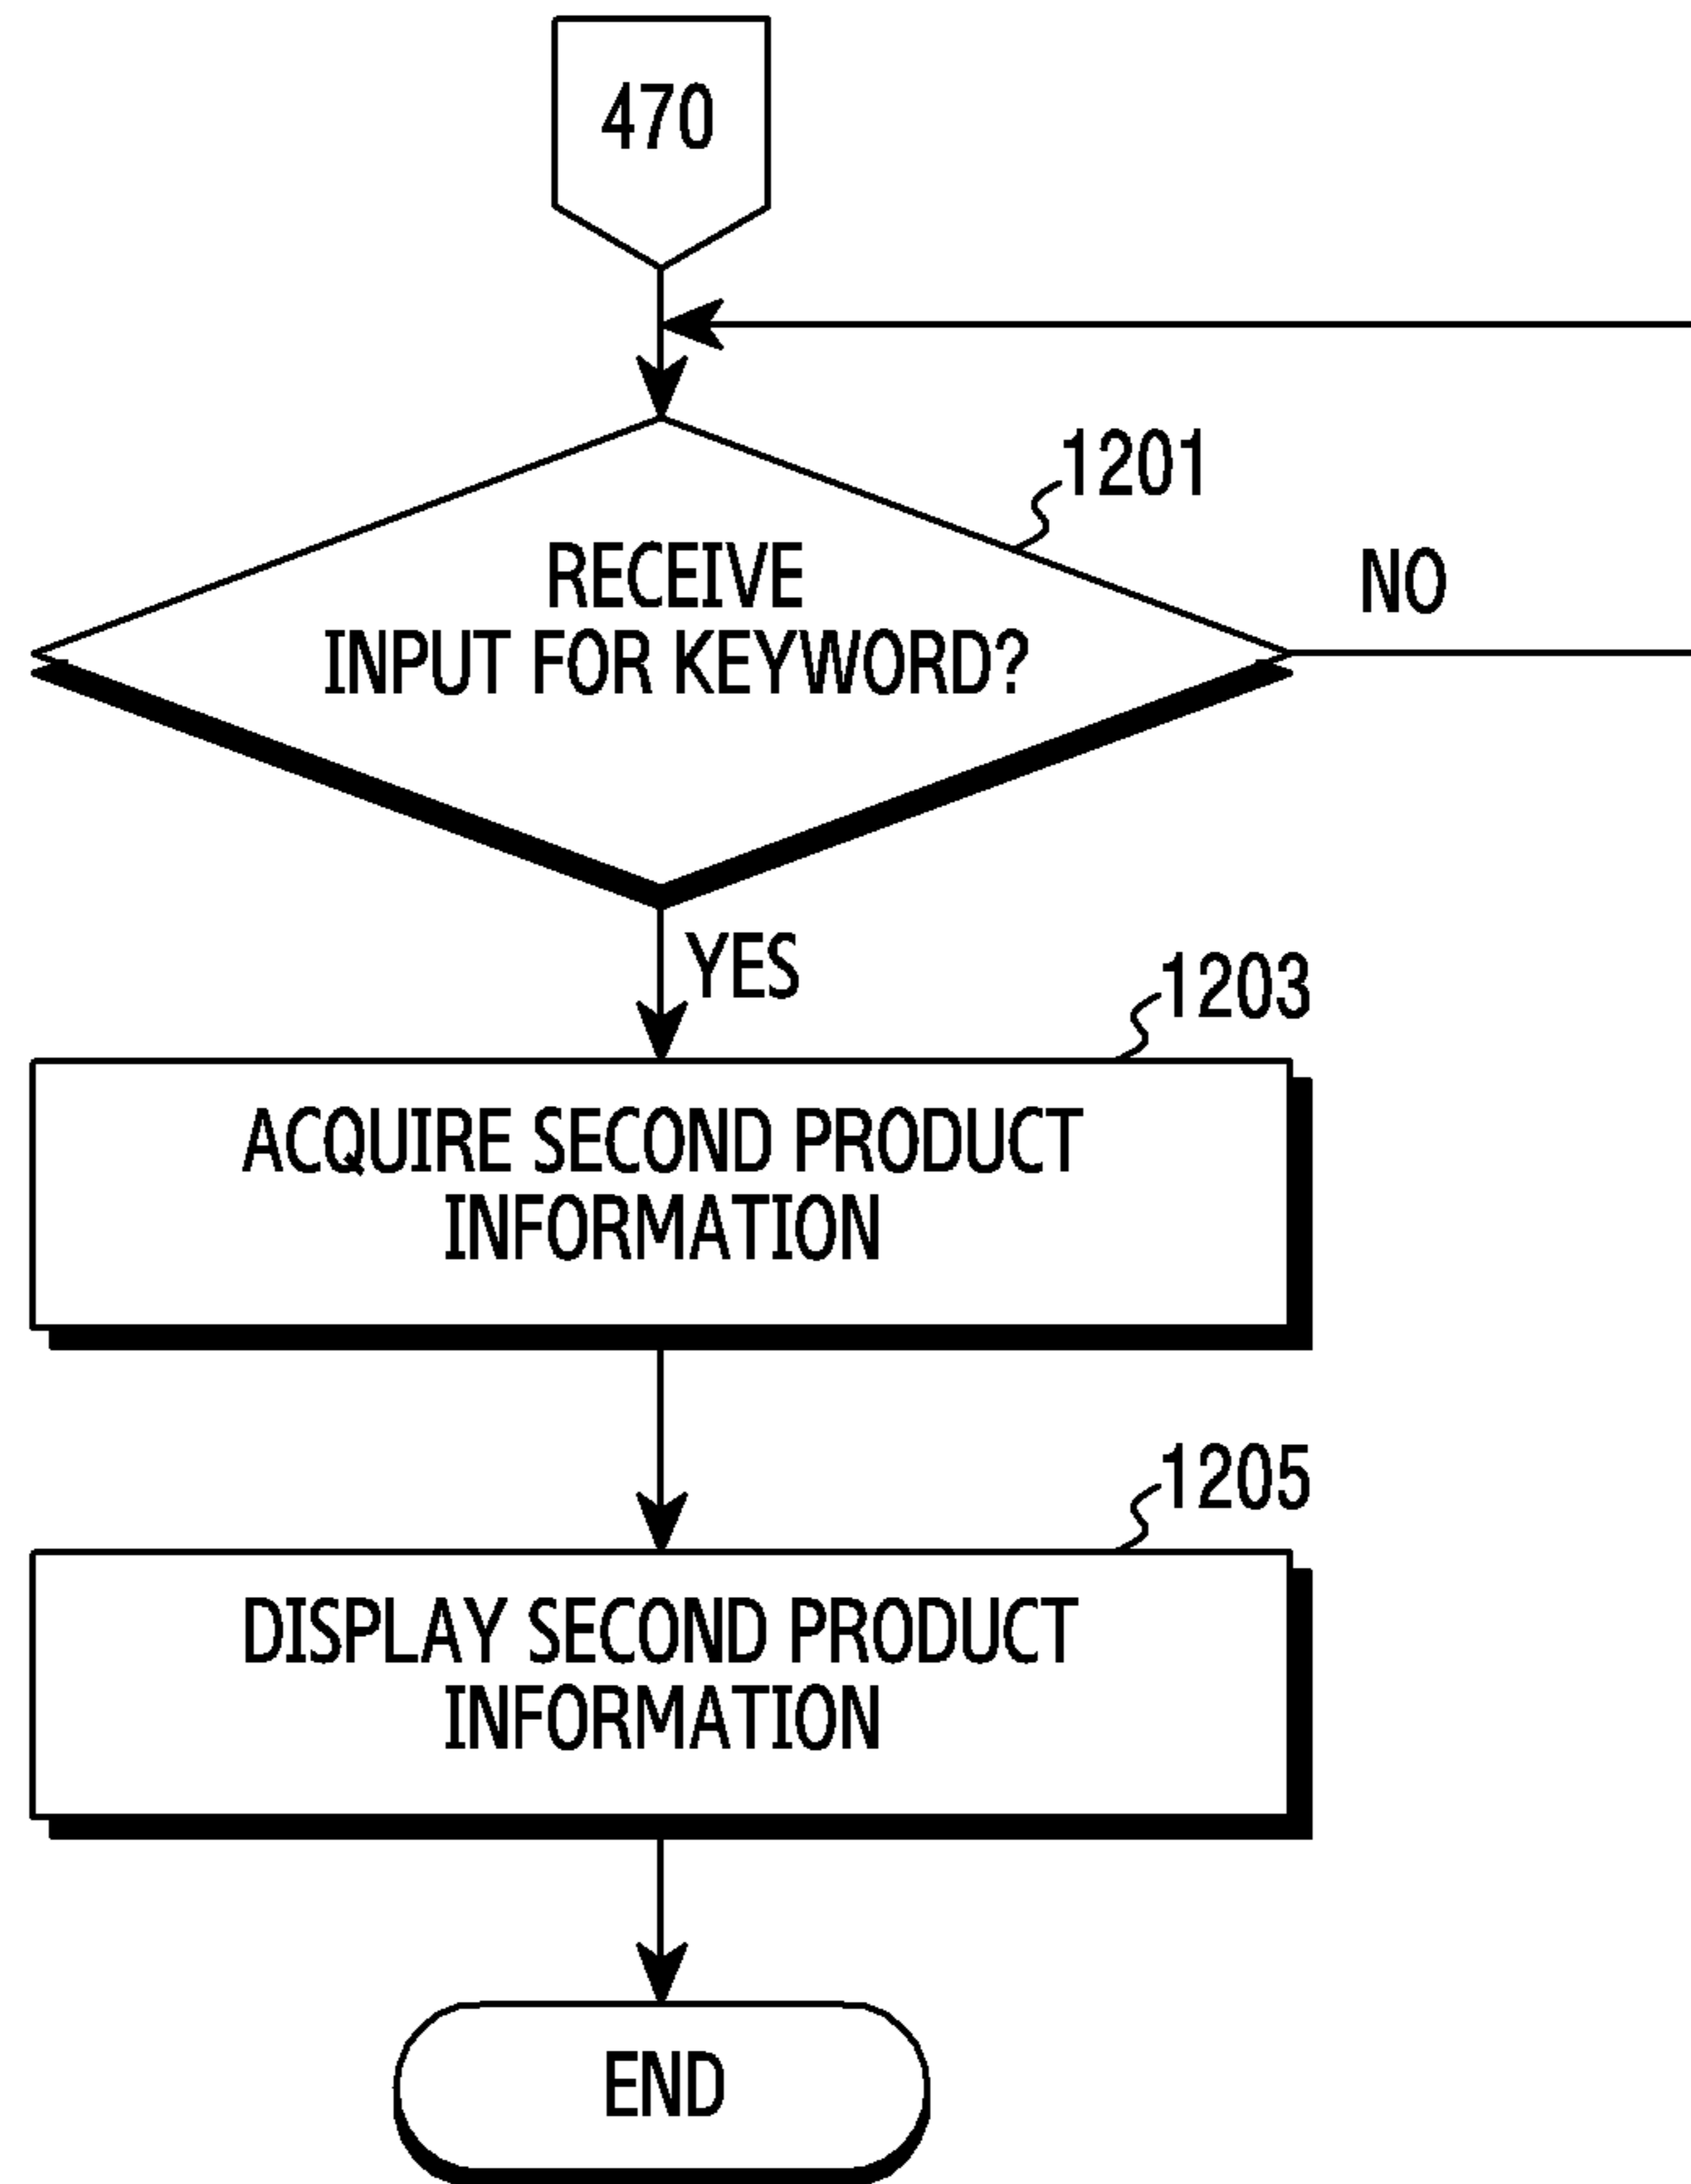 470
1201
RECEIVE
INPUT FOR KEYWORD?
NO
YES
1203
ACQUIRE SECOND PRODUCT
INFORMATION
1205
DISPLAY SECOND PRODUCT
INFORMATION
END